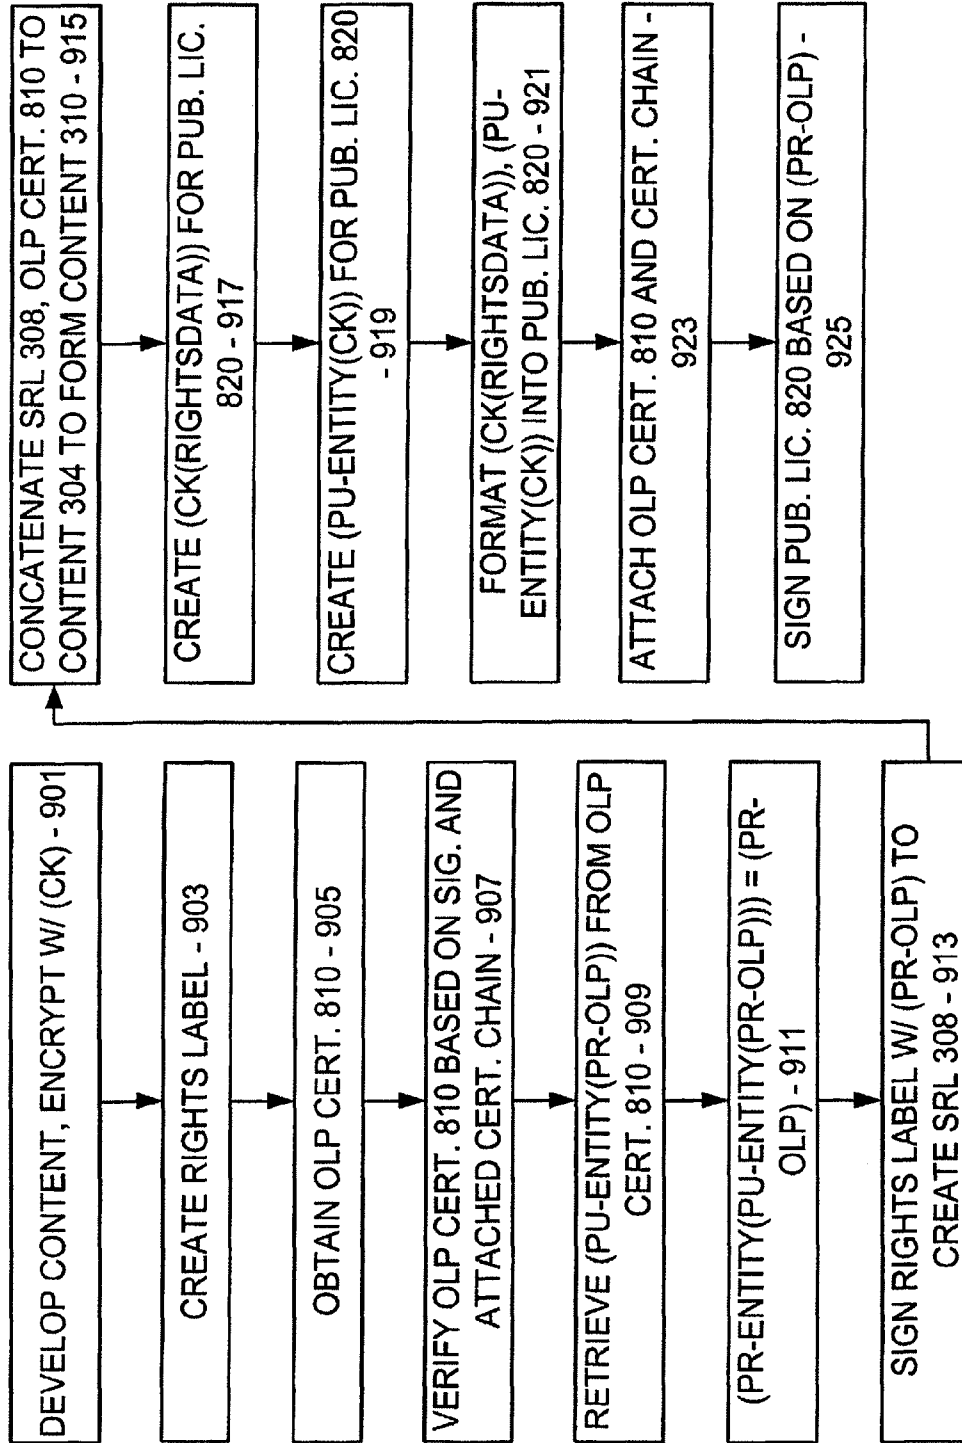 DEVELOP CONTENT, ENCRYPT W/ (CK) - 901
CREATE RIGHTS LABEL - 903
OBTAIN OLP CERT. 810 - 905
VERIFY OLP CERT. 810 BASED ON SIG. AND
ATTACHED CERT. CHAIN - 907
RETRIEVE (PU-ENTITY(PR-OLP)) FROM OLP
CERT. 810 - 909
(PR-ENTITY(PU-ENTITY(PR-OLP))) = (PR-
OLP) - 911
SIGN RIGHTS LABEL W/ (PR-OLP) TO
CREATE SRL 308 - 913
CONCATENATE SRL 308, OLP CERT. 810 TO
CONTENT 304 TO FORM CONTENT 310 - 915
CREATE (CK(RIGHTSDATA)) FOR PUB. LIC.
820 - 917
CREATE (PU-ENTITY(CK)) FOR PUB. LIC. 820
- 919
FORMAT (CK(RIGHTSDATA)), (PU-
ENTITY(CK)) INTO PUB. LIC. 820 - 921
ATTACH OLP CERT. 810 AND CERT. CHAIN -
923
SIGN PUB. LIC. 820 BASED ON (PR-OLP) -
925